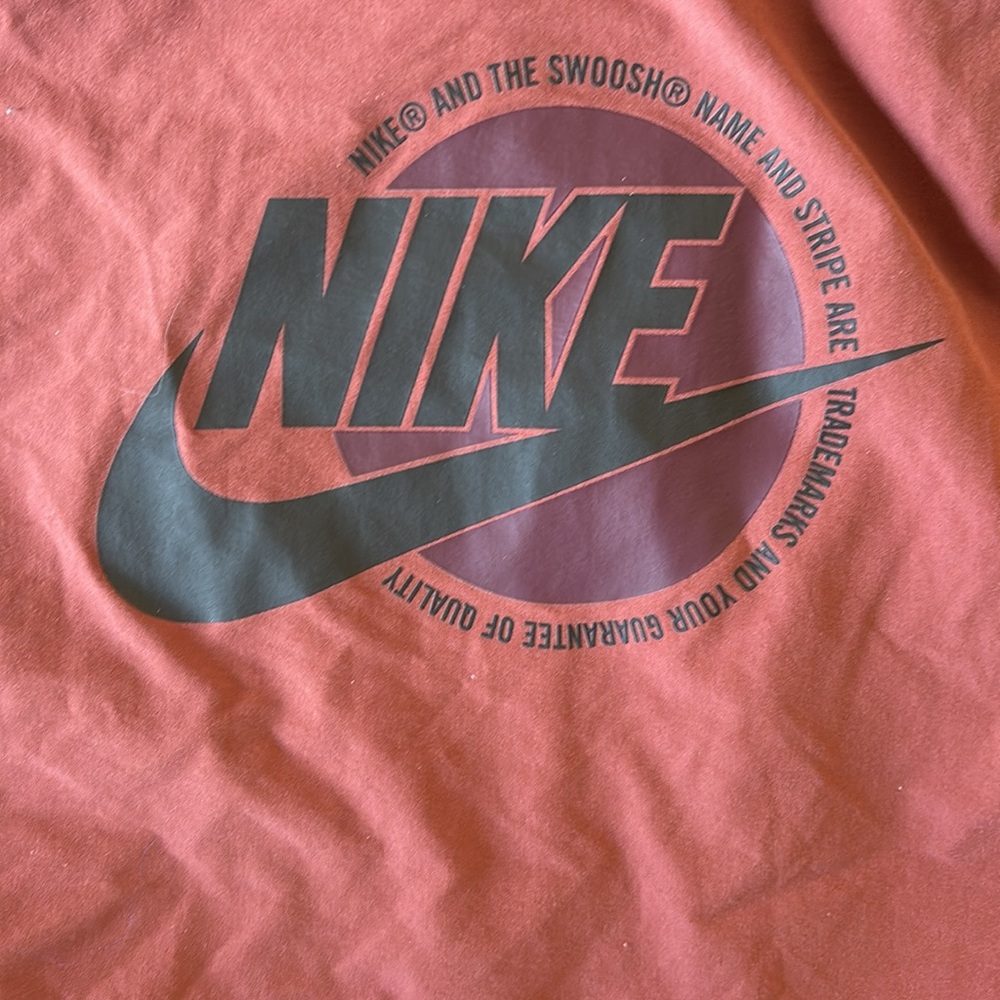 NIKE® AND THE SWOOSH® NAME AND STRIPE ARE TRADEMARKS AND YOUR GUARANTEE OF QUALITY
NIKE